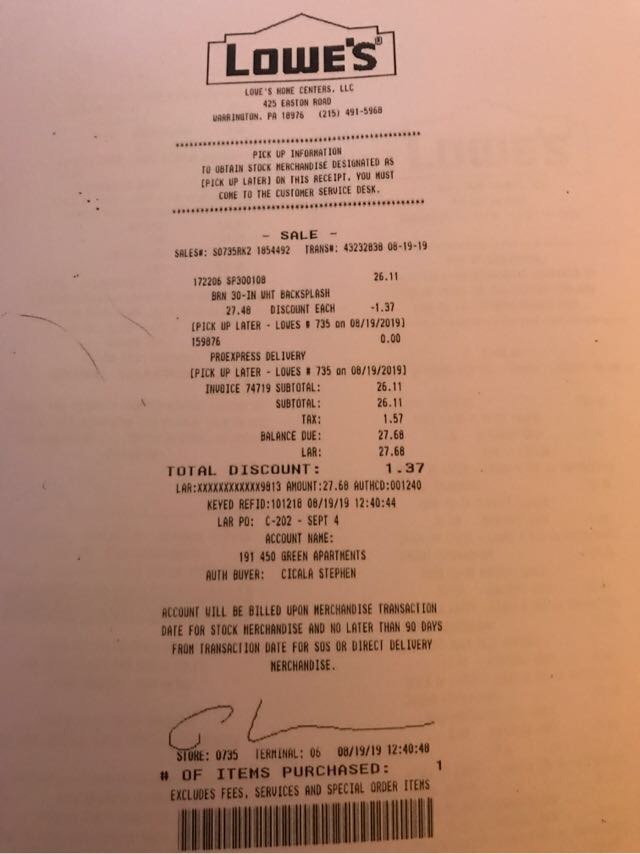 LOWE'S®
LOWE'S HOME CENTERS, LLC
425 EASTON ROAD
WARRINGTON, PA 18976 (215) 491-5968
PICK UP INFORMATION
TO OBTAIN STOCK MERCHANDISE DESIGNATED AS
[PICK UP LATER] ON THIS RECEIPT, YOU MUST
COME TO THE CUSTOMER SERVICE DESK.
- SALE -
SALES#: S0735RK2 1854492 TRANS#: 43232838 08-19-19
172206 SP300108 26.11
BRN 30-IN WHT BACKSPLASH
27.48 DISCOUNT EACH -1.37
[PICK UP LATER - LOWES # 735 on 08/19/2019]
159876 0.00
PROEXPRESS DELIVERY
[PICK UP LATER - LOWES # 735 on 08/19/2019]
INVOICE 74719 SUBTOTAL: 26.11
SUBTOTAL: 26.11
TAX: 1.57
BALANCE DUE: 27.68
LAR: 27.68
TOTAL DISCOUNT: 1.37
LAR:XXXXXXXXXXXX9813 AMOUNT:27.68 AUTHCD:001240
KEYED REFID:101218 08/19/19 12:40:44
LAR PO: C-202 - SEPT 4
ACCOUNT NAME:
191 450 GREEN APARTMENTS
AUTH BUYER: CICALA STEPHEN
ACCOUNT WILL BE BILLED UPON MERCHANDISE TRANSACTION
DATE FOR STOCK MERCHANDISE AND NO LATER THAN 90 DAYS
FROM TRANSACTION DATE FOR SOS OR DIRECT DELIVERY
MERCHANDISE.
STORE: 0735 TERMINAL: 06 08/19/19 12:40:48
# OF ITEMS PURCHASED: 1
EXCLUDES FEES, SERVICES AND SPECIAL ORDER ITEMS